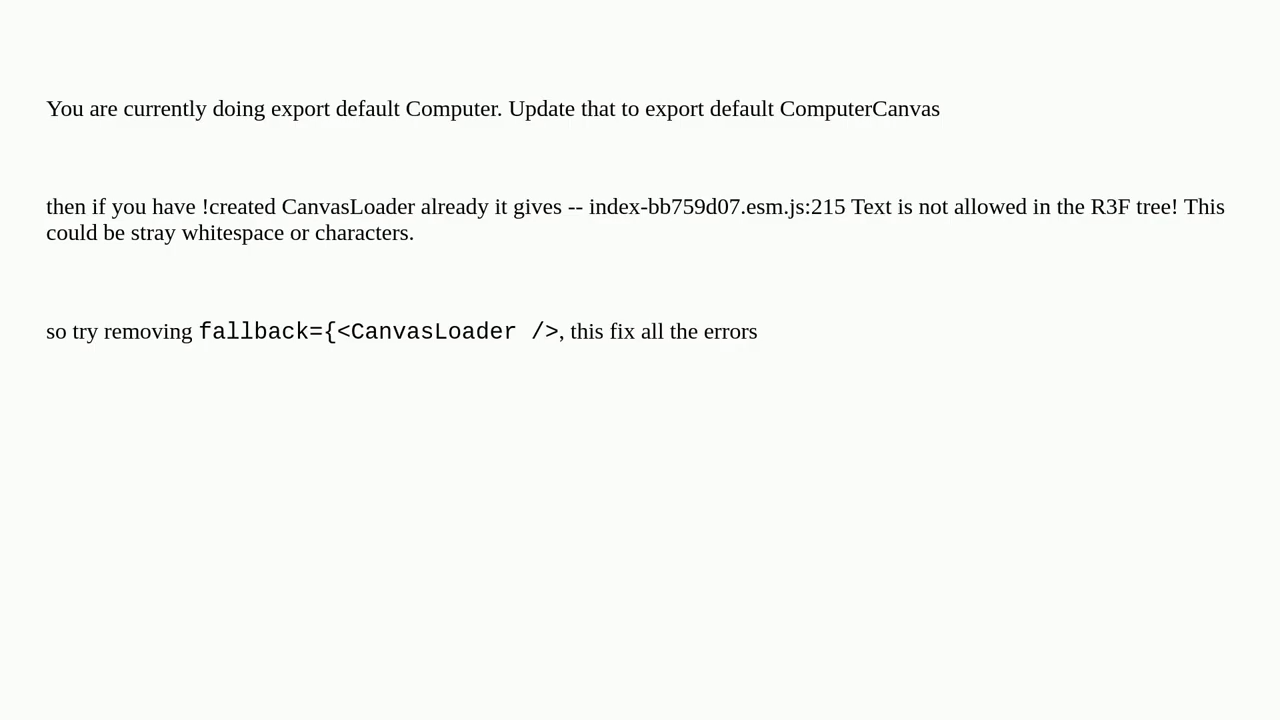 You are currently doing export default Computer. Update that to export default ComputerCanvas
then if you have !created CanvasLoader already it gives -- index-bb759d07.esm.js:215 Text is not allowed in the R3F tree! This
could be stray whitespace or characters.
so try removing fallback={<CanvasLoader />, this fix all the errors